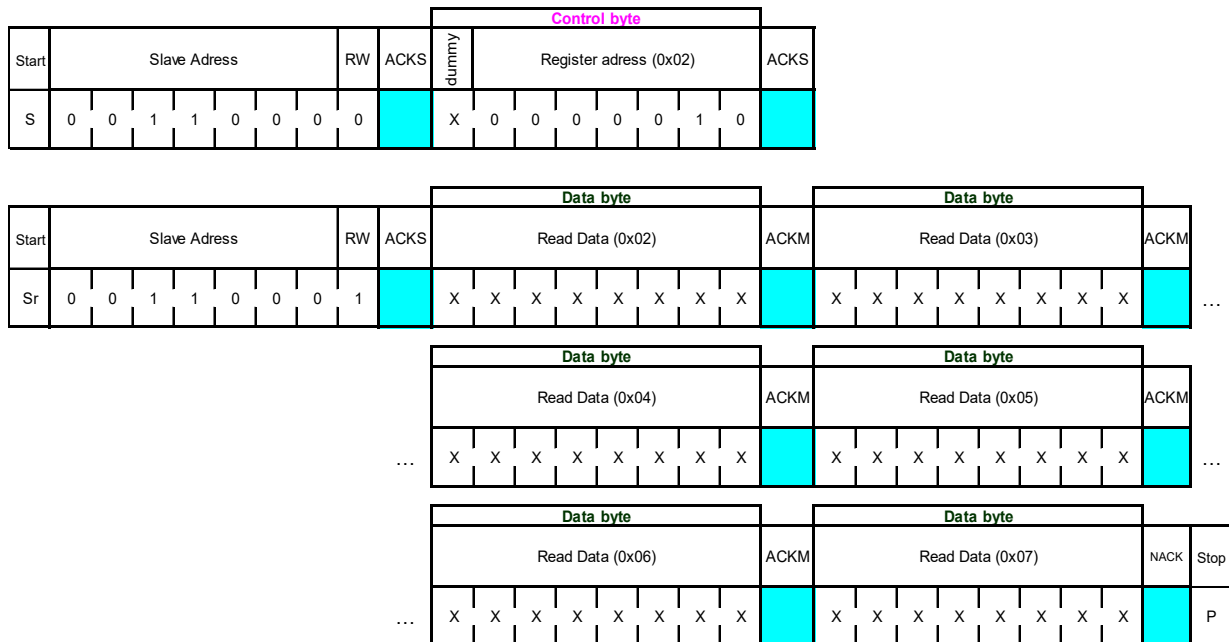 Control byte
Start Slave Adress RW ACKS dummy Register adress (0x02) ACKS
S 0 0 1 1 0 0 0 0 X 0 0 0 0 0 1 0
Data byte Data byte
Start Slave Adress RW ACKS Read Data (0x02) ACKM Read Data (0x03) ACKM
Sr 0 0 1 1 0 0 0 1 X X X X X X X X X X X X X X X X ...
Data byte Data byte
Read Data (0x04) ACKM Read Data (0x05) ACKM
... X X X X X X X X X X X X X X X X ...
Data byte Data byte
Read Data (0x06) ACKM Read Data (0x07) NACK Stop
... X X X X X X X X X X X X X X X X P